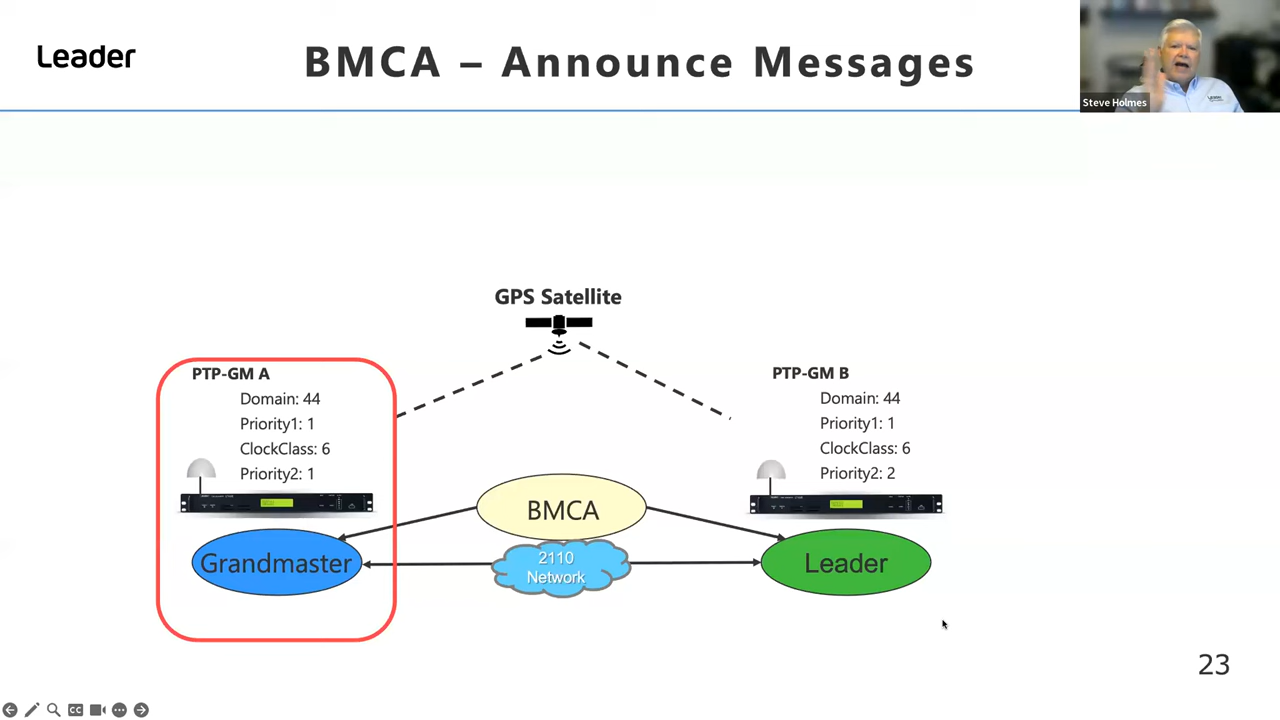 Leader
BMCA – Announce Messages
Steve Holmes
GPS Satellite
PTP-GM A
Domain: 44
Priority1: 1
ClockClass: 6
Priority2: 1
PTP-GM B
Domain: 44
Priority1: 1
ClockClass: 6
Priority2: 2
BMCA
Grandmaster
2110
Network
Leader
23
CC